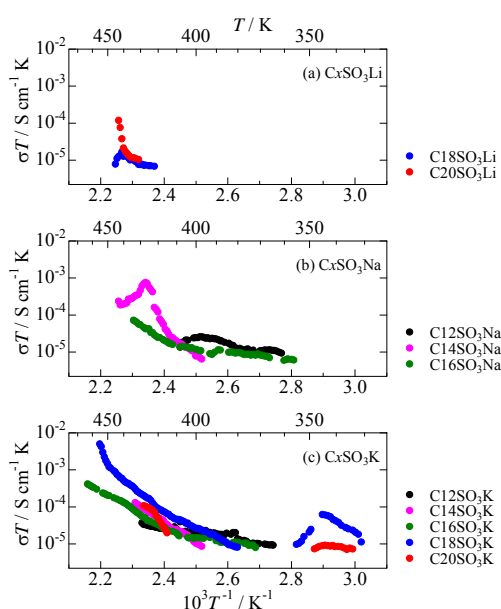 T / K
450 400 350
10⁻²
10⁻³
10⁻⁴
10⁻⁵
σT / S cm⁻¹ K
(a) CxSO₃Li
C18SO₃Li
C20SO₃Li
2.2 2.4 2.6 2.8 3.0
450 400 350
10⁻²
10⁻³
10⁻⁴
10⁻⁵
σT / S cm⁻¹ K
(b) CxSO₃Na
C12SO₃Na
C14SO₃Na
C16SO₃Na
2.2 2.4 2.6 2.8 3.0
450 400 350
10⁻²
10⁻³
10⁻⁴
10⁻⁵
σT / S cm⁻¹ K
(c) CxSO₃K
C12SO₃K
C14SO₃K
C16SO₃K
C18SO₃K
C20SO₃K
2.2 2.4 2.6 2.8 3.0
10³T⁻¹ / K⁻¹